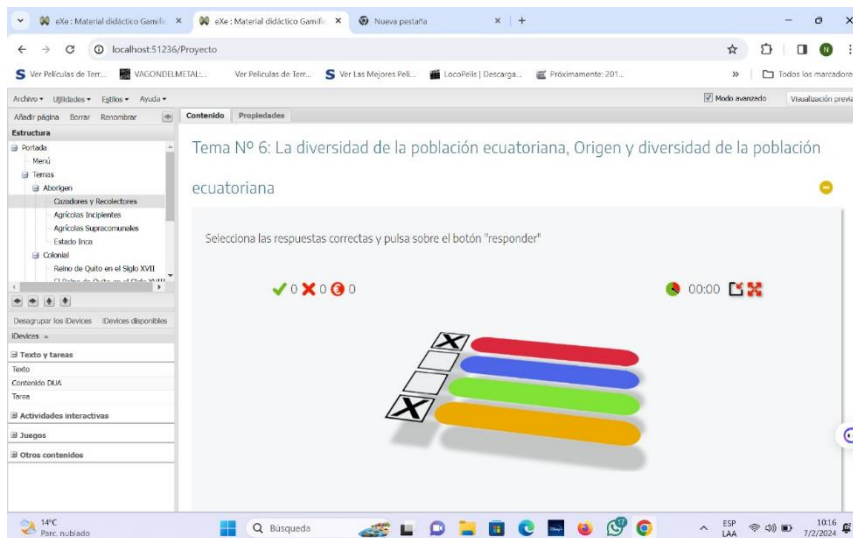 eXe : Material didáctico Gamific
eXe : Material didáctico Gamific
Nueva pestaña
localhost:51236/Proyecto
N
Ver Películas de Terr...
VAGONDELMETAL:...
Ver Peliculas de Terr...
Ver Las Mejores Peli...
LocoPelis | Descarga...
Próximamente: 201...
»
Todos los marcadore
Archivo
Utilidades
Estilos
Ayuda
Modo avanzado
Visualización previa
Añadir página
Borrar
Renombrar
Contenido
Propiedades
Estructura
Portada
Menú
Temas
Aborigen
Cazadores y Recolectores
Agrícolas Incipientes
Agrícolas Supracomunales
Estado Inca
Colonial
Reino de Quito en el Siglo XVII
Desagrupar los iDevices
iDevices disponibles
iDevices
Texto y tareas
Texto
Contenido DUA
Tarea
Actividades interactivas
Juegos
Otros contenidos
Tema Nº 6: La diversidad de la población ecuatoriana, Origen y diversidad de la población
ecuatoriana
Selecciona las respuestas correctas y pulsa sobre el botón "responder"
0
0
0
00:00
14°C
Parc. nublado
Búsqueda
ESP
LAA
10:16
7/2/2024